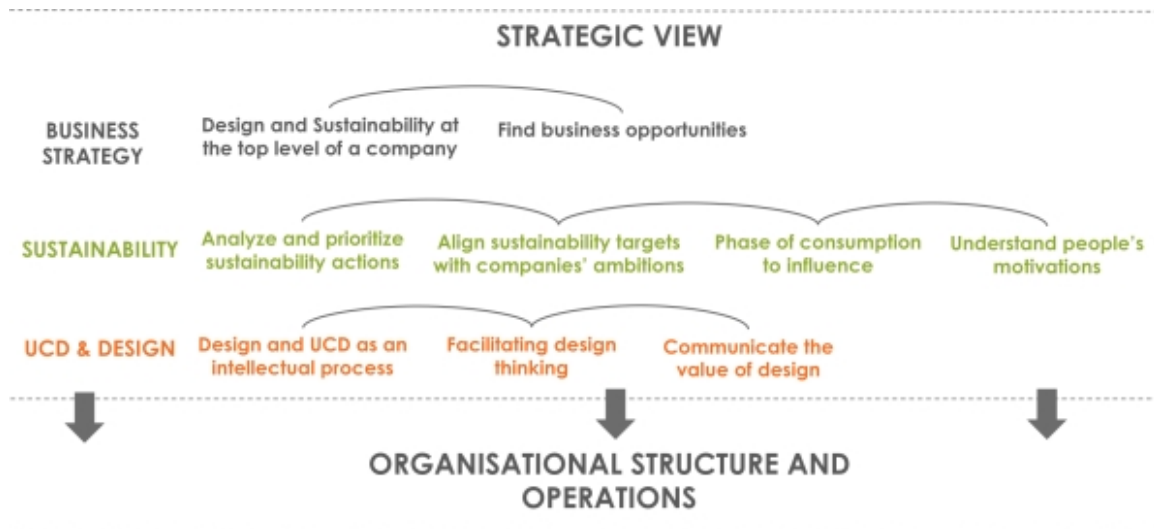 STRATEGIC VIEW
BUSINESS
STRATEGY
Design and Sustainability at
the top level of a company
Find business opportunities
SUSTAINABILITY
Analyze and prioritize
sustainability actions
Align sustainability targets
with companies' ambitions
Phase of consumption
to influence
Understand people's
motivations
UCD & DESIGN
Design and UCD as an
intellectual process
Facilitating design
thinking
Communicate the
value of design
ORGANISATIONAL STRUCTURE AND
OPERATIONS